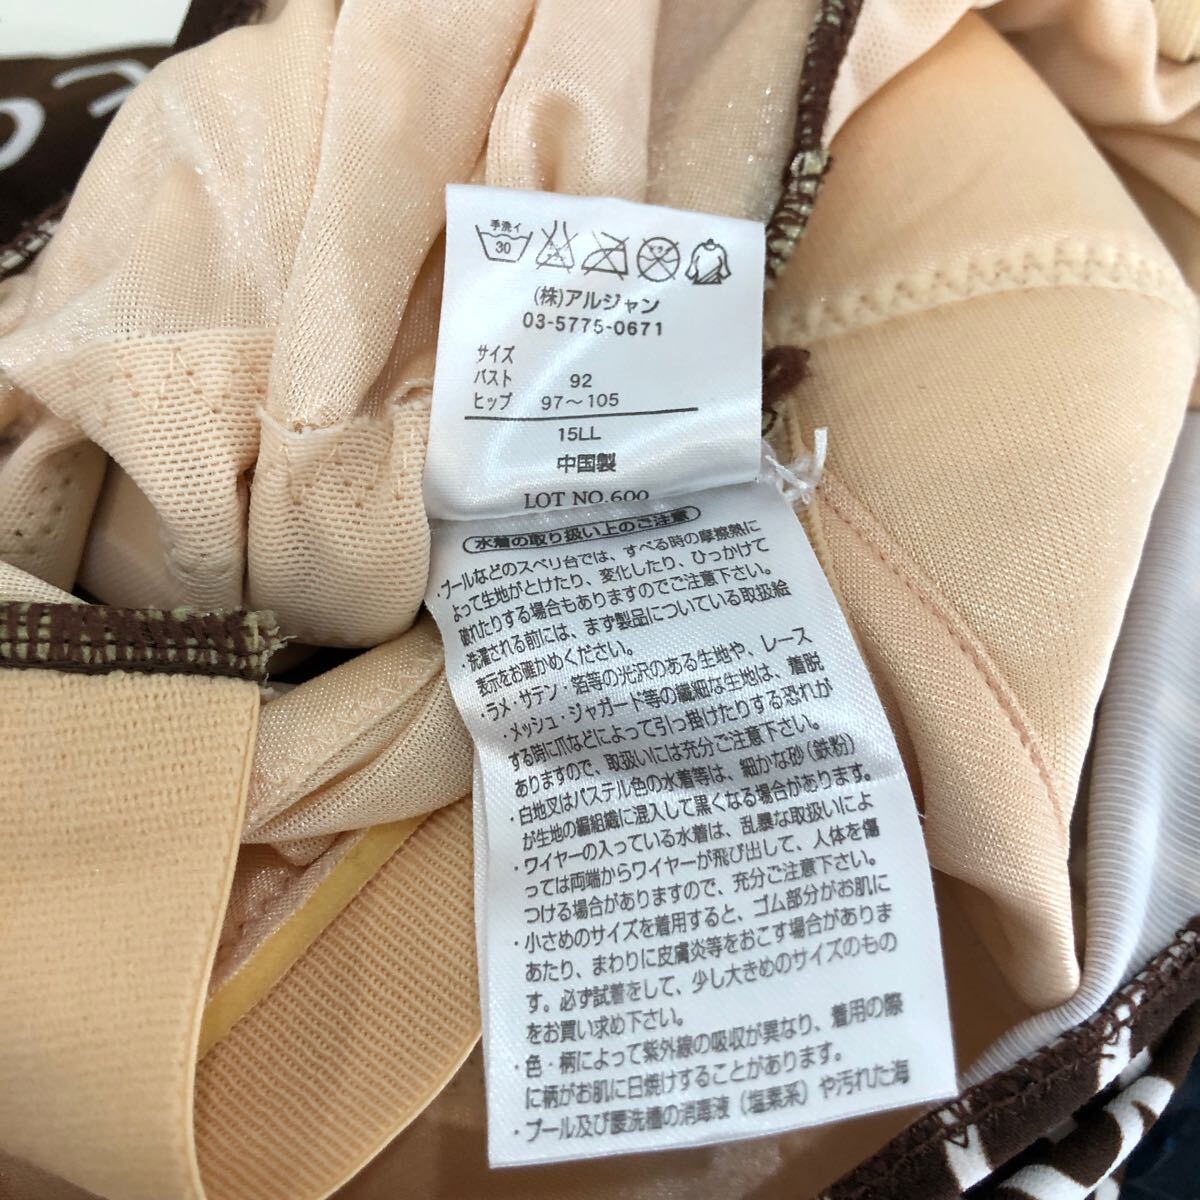 手洗イ
30
ドライ
(株)アルジャン
03-5775-0671
サイズ
バスト 92
ヒップ 97～105
15LL
中国製
LOT NO.600
水着の取り扱い上のご注意
・プールなどのスベリ台では、すべる時の摩擦熱に
よって生地がとけたり、変化したり、ひっかけて
破れたりする場合もありますのでご注意下さい。
・洗濯される前には、まず製品についている取扱絵
表示をお確かめください。
・ラメ・サテン・箔等の光沢のある生地や、レース
・メッシュ・ジャガード等の繊細な生地は、着脱
する時に爪などによって引っ掛けたりする恐れが
ありますので、取扱いには充分ご注意下さい。
・白地又はパステル色の水着等は、細かな砂（鉄粉）
が生地の編組織に混入して黒くなる場合があります。
・ワイヤーの入っている水着は、乱暴な取扱いによ
っては両端からワイヤーが飛び出して、人体を傷
つける場合がありますので、充分ご注意下さい。
・小さめのサイズを着用すると、ゴム部分がお肌に
あたり、まわりに皮膚炎等をおこす場合がありま
す。必ず試着をして、少し大きめのサイズのもの
をお買い求め下さい。
・色・柄によって紫外線の吸収が異なり、着用の際
に柄がお肌に日焼けすることがあります。
・プール及び腰洗槽の消毒液（塩素系）や汚れた海